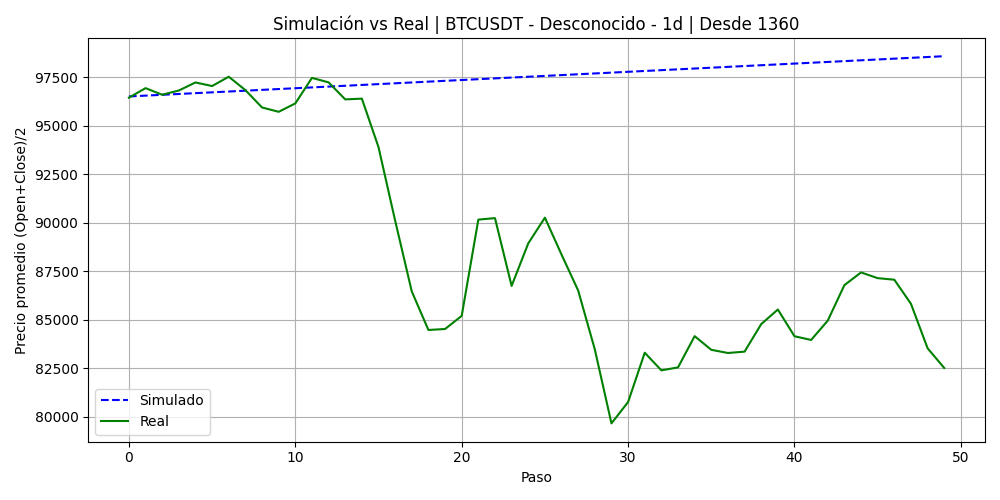 Simulación vs Real | BTCUSDT - Desconocido - 1d | Desde 1360
Precio promedio (Open+Close)/2
97500
95000
92500
90000
87500
85000
82500
80000
Simulado
Real
0 10 20 30 40 50
Paso